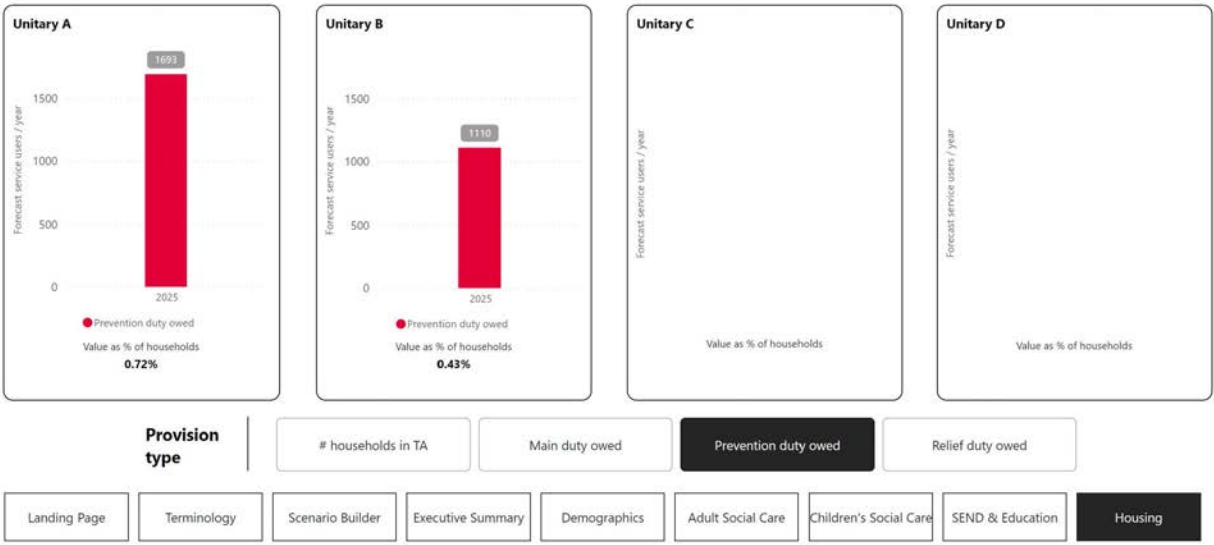 Unitary A
1693
Forecast service users / year
1500
1000
500
0
2025
Prevention duty owed
Value as % of households
0.72%
Unitary B
1110
Forecast service users / year
1500
1000
500
0
2025
Prevention duty owed
Value as % of households
0.43%
Unitary C
Forecast service users / year
Value as % of households
Unitary D
Forecast service users / year
Value as % of households
Provision
type
# households in TA
Main duty owed
Prevention duty owed
Relief duty owed
Landing Page
Terminology
Scenario Builder
Executive Summary
Demographics
Adult Social Care
Children's Social Care
SEND & Education
Housing